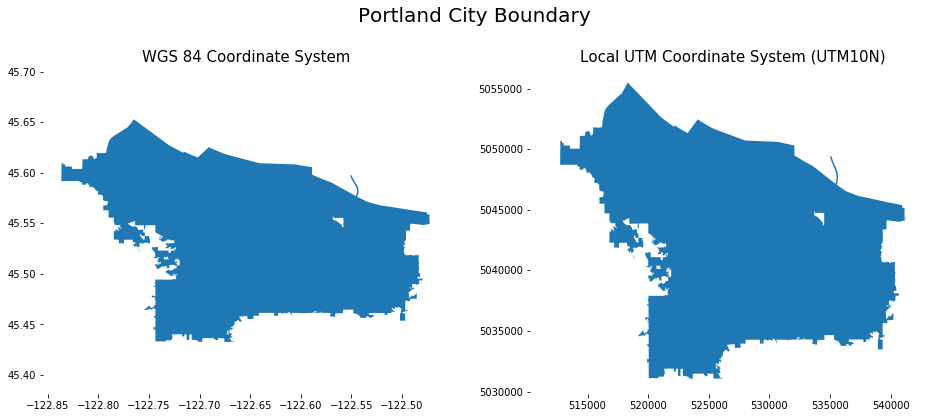 Portland City Boundary
WGS 84 Coordinate System
Local UTM Coordinate System (UTM10N)
45.70
45.65
45.60
45.55
45.50
45.45
45.40
−122.85 −122.80 −122.75 −122.70 −122.65 −122.60 −122.55 −122.50
5055000
5050000
5045000
5040000
5035000
5030000
515000 520000 525000 530000 535000 540000